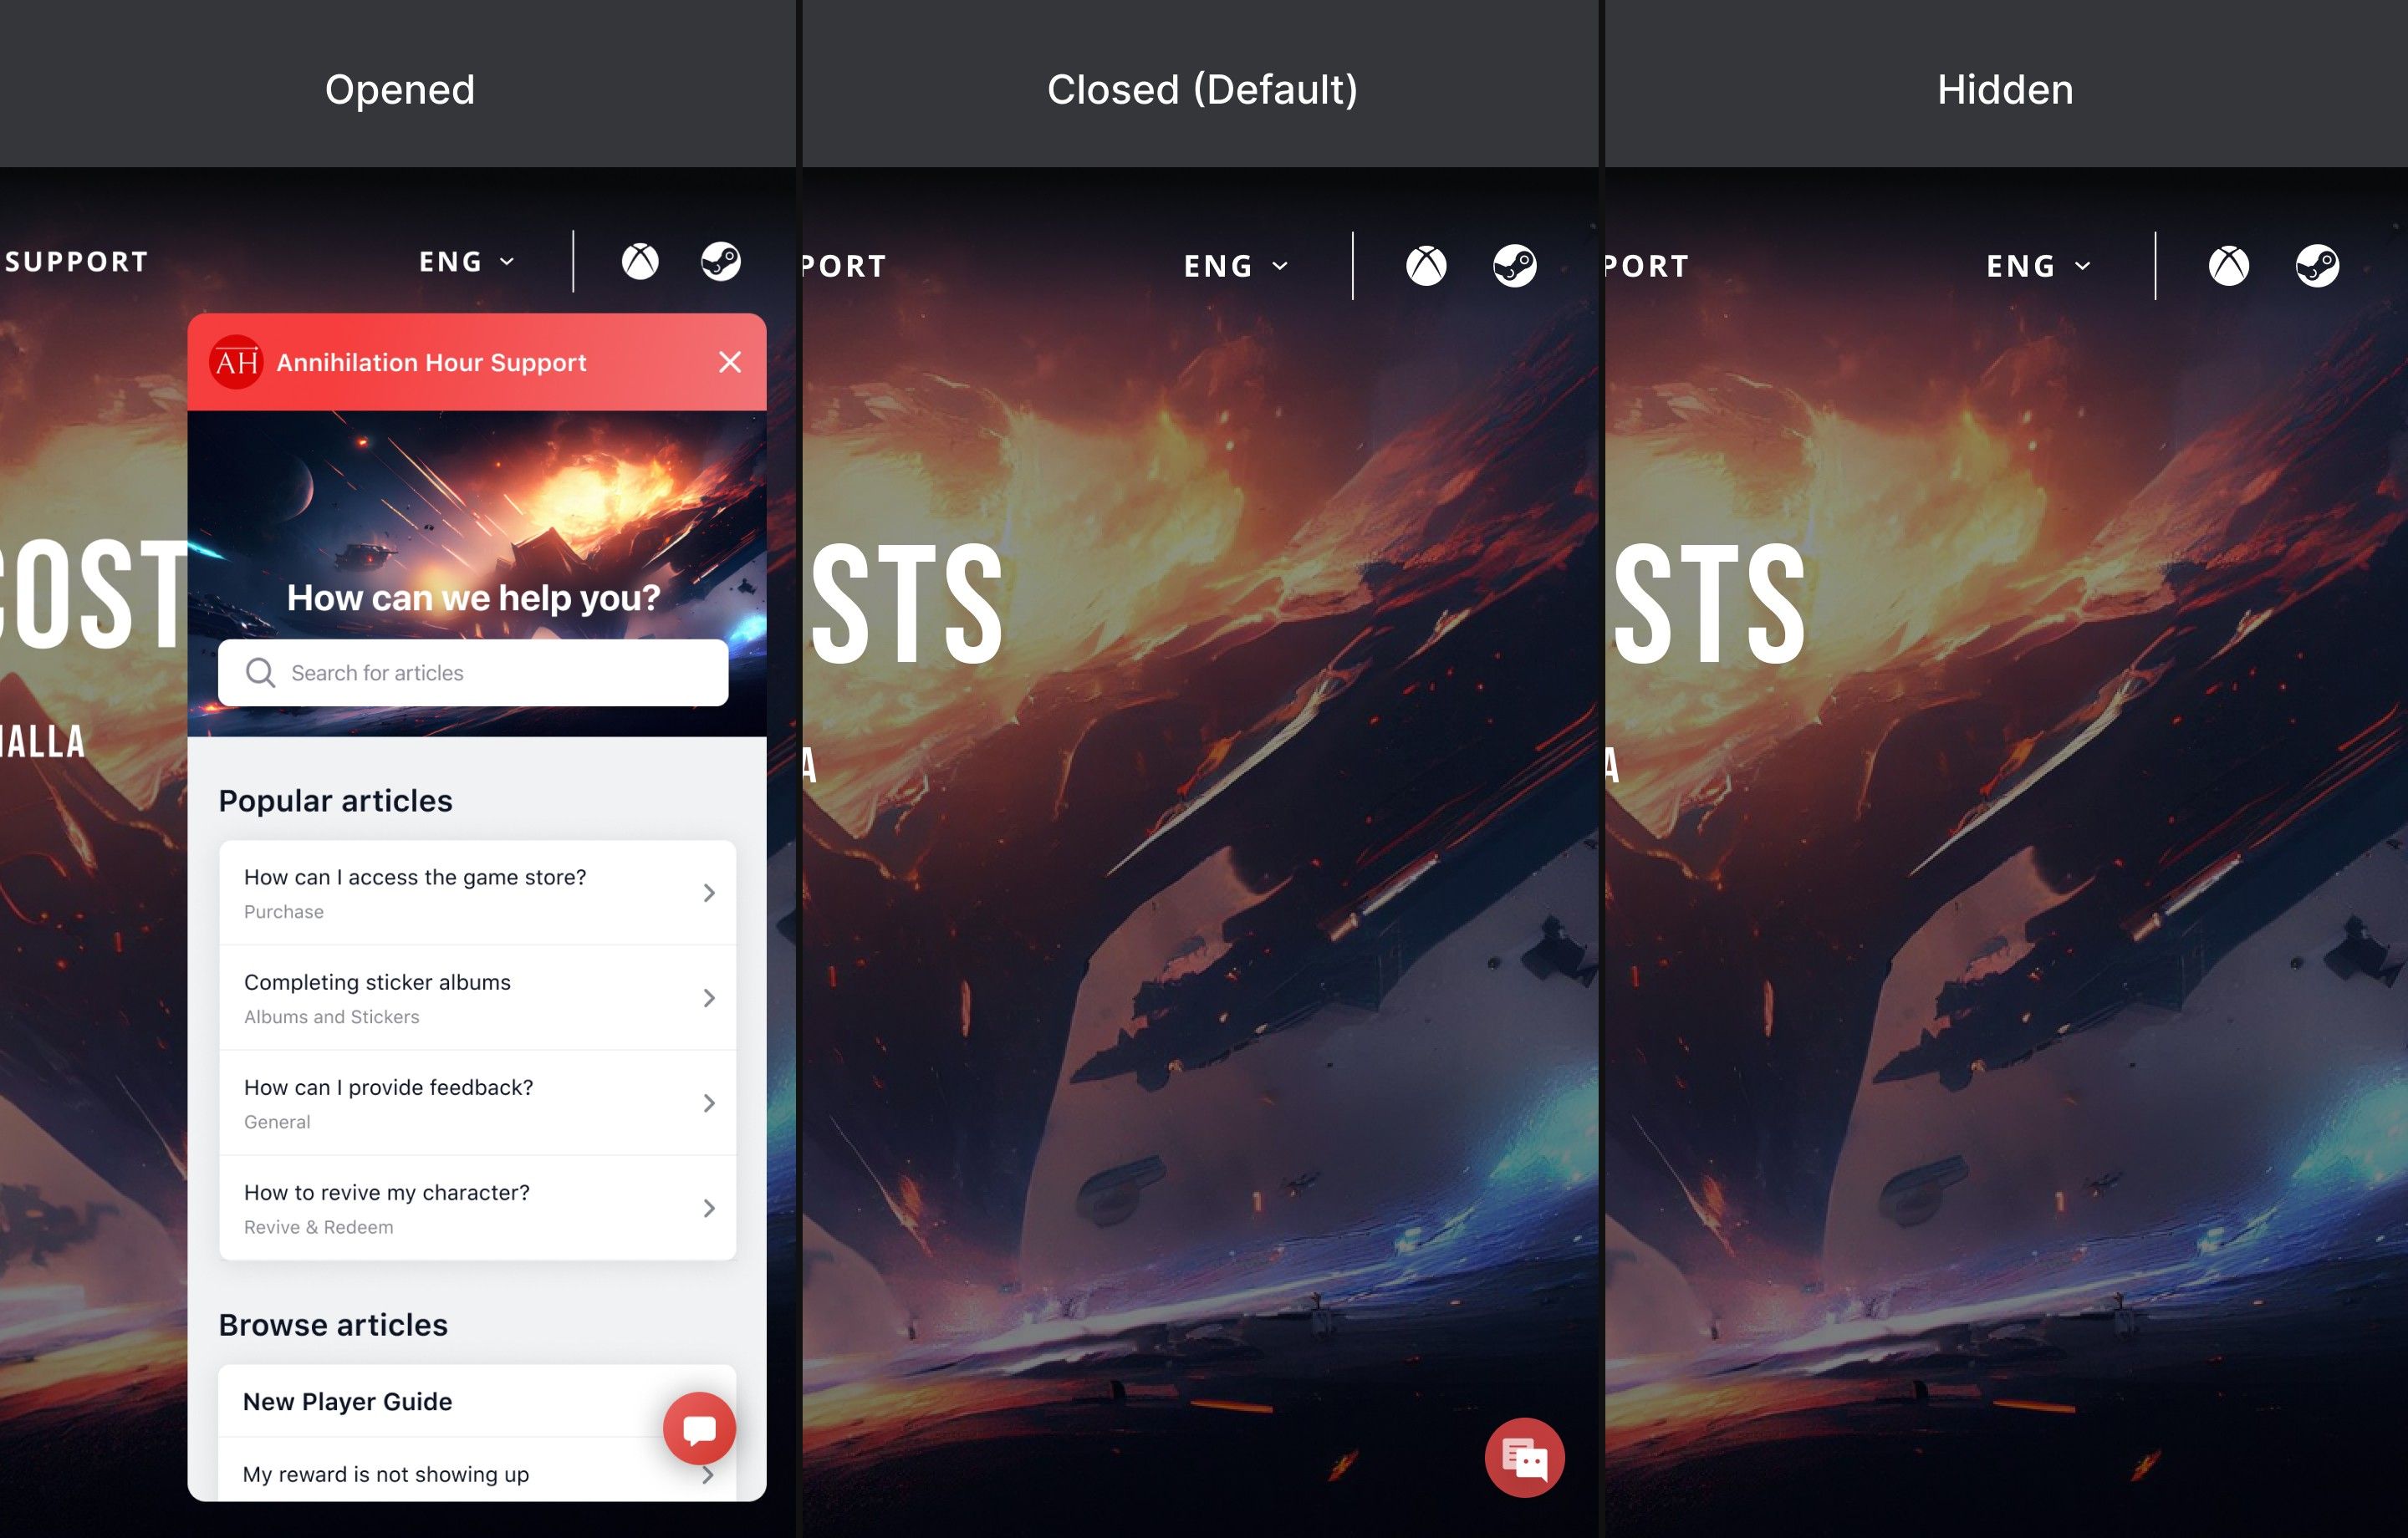 Opened
SUPPORT
ENG
AH Annihilation Hour Support
COST
How can we help you?
Search for articles
HALLA
Popular articles
How can I access the game store?
Purchase
Completing sticker albums
Albums and Stickers
How can I provide feedback?
General
How to revive my character?
Revive & Redeem
Browse articles
New Player Guide
My reward is not showing up
Closed (Default)
PORT
ENG
STS
A
Hidden
PORT
ENG
STS
A